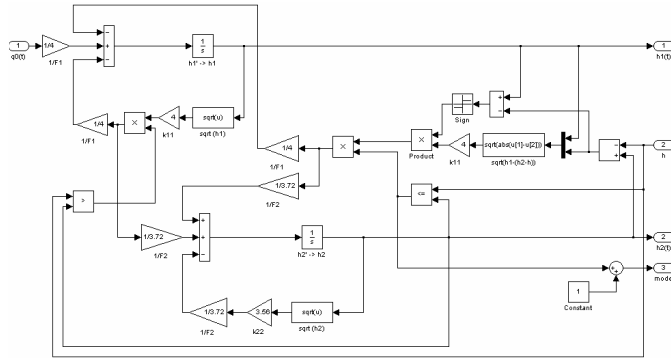 1
q0(t)
1/4
1/F1
1
s
h1' -> h1
1
h1(t)
Sign
1/4
1/F1
×
4
k11
sqrt(u)
sqrt (h1)
1/4
1/F1
×
×
Product
4
k11
sqrt(abs(u[1]-u[2]))
sqrt(h1-(h2-h))
2
h
1/3.72
1/F2
<=
>
1/3.72
1/F2
1
s
h2' -> h2
2
h2(t)
3
mode
1
Constant
1/3.72
1/F2
3.56
k22
sqrt(u)
sqrt (h2)